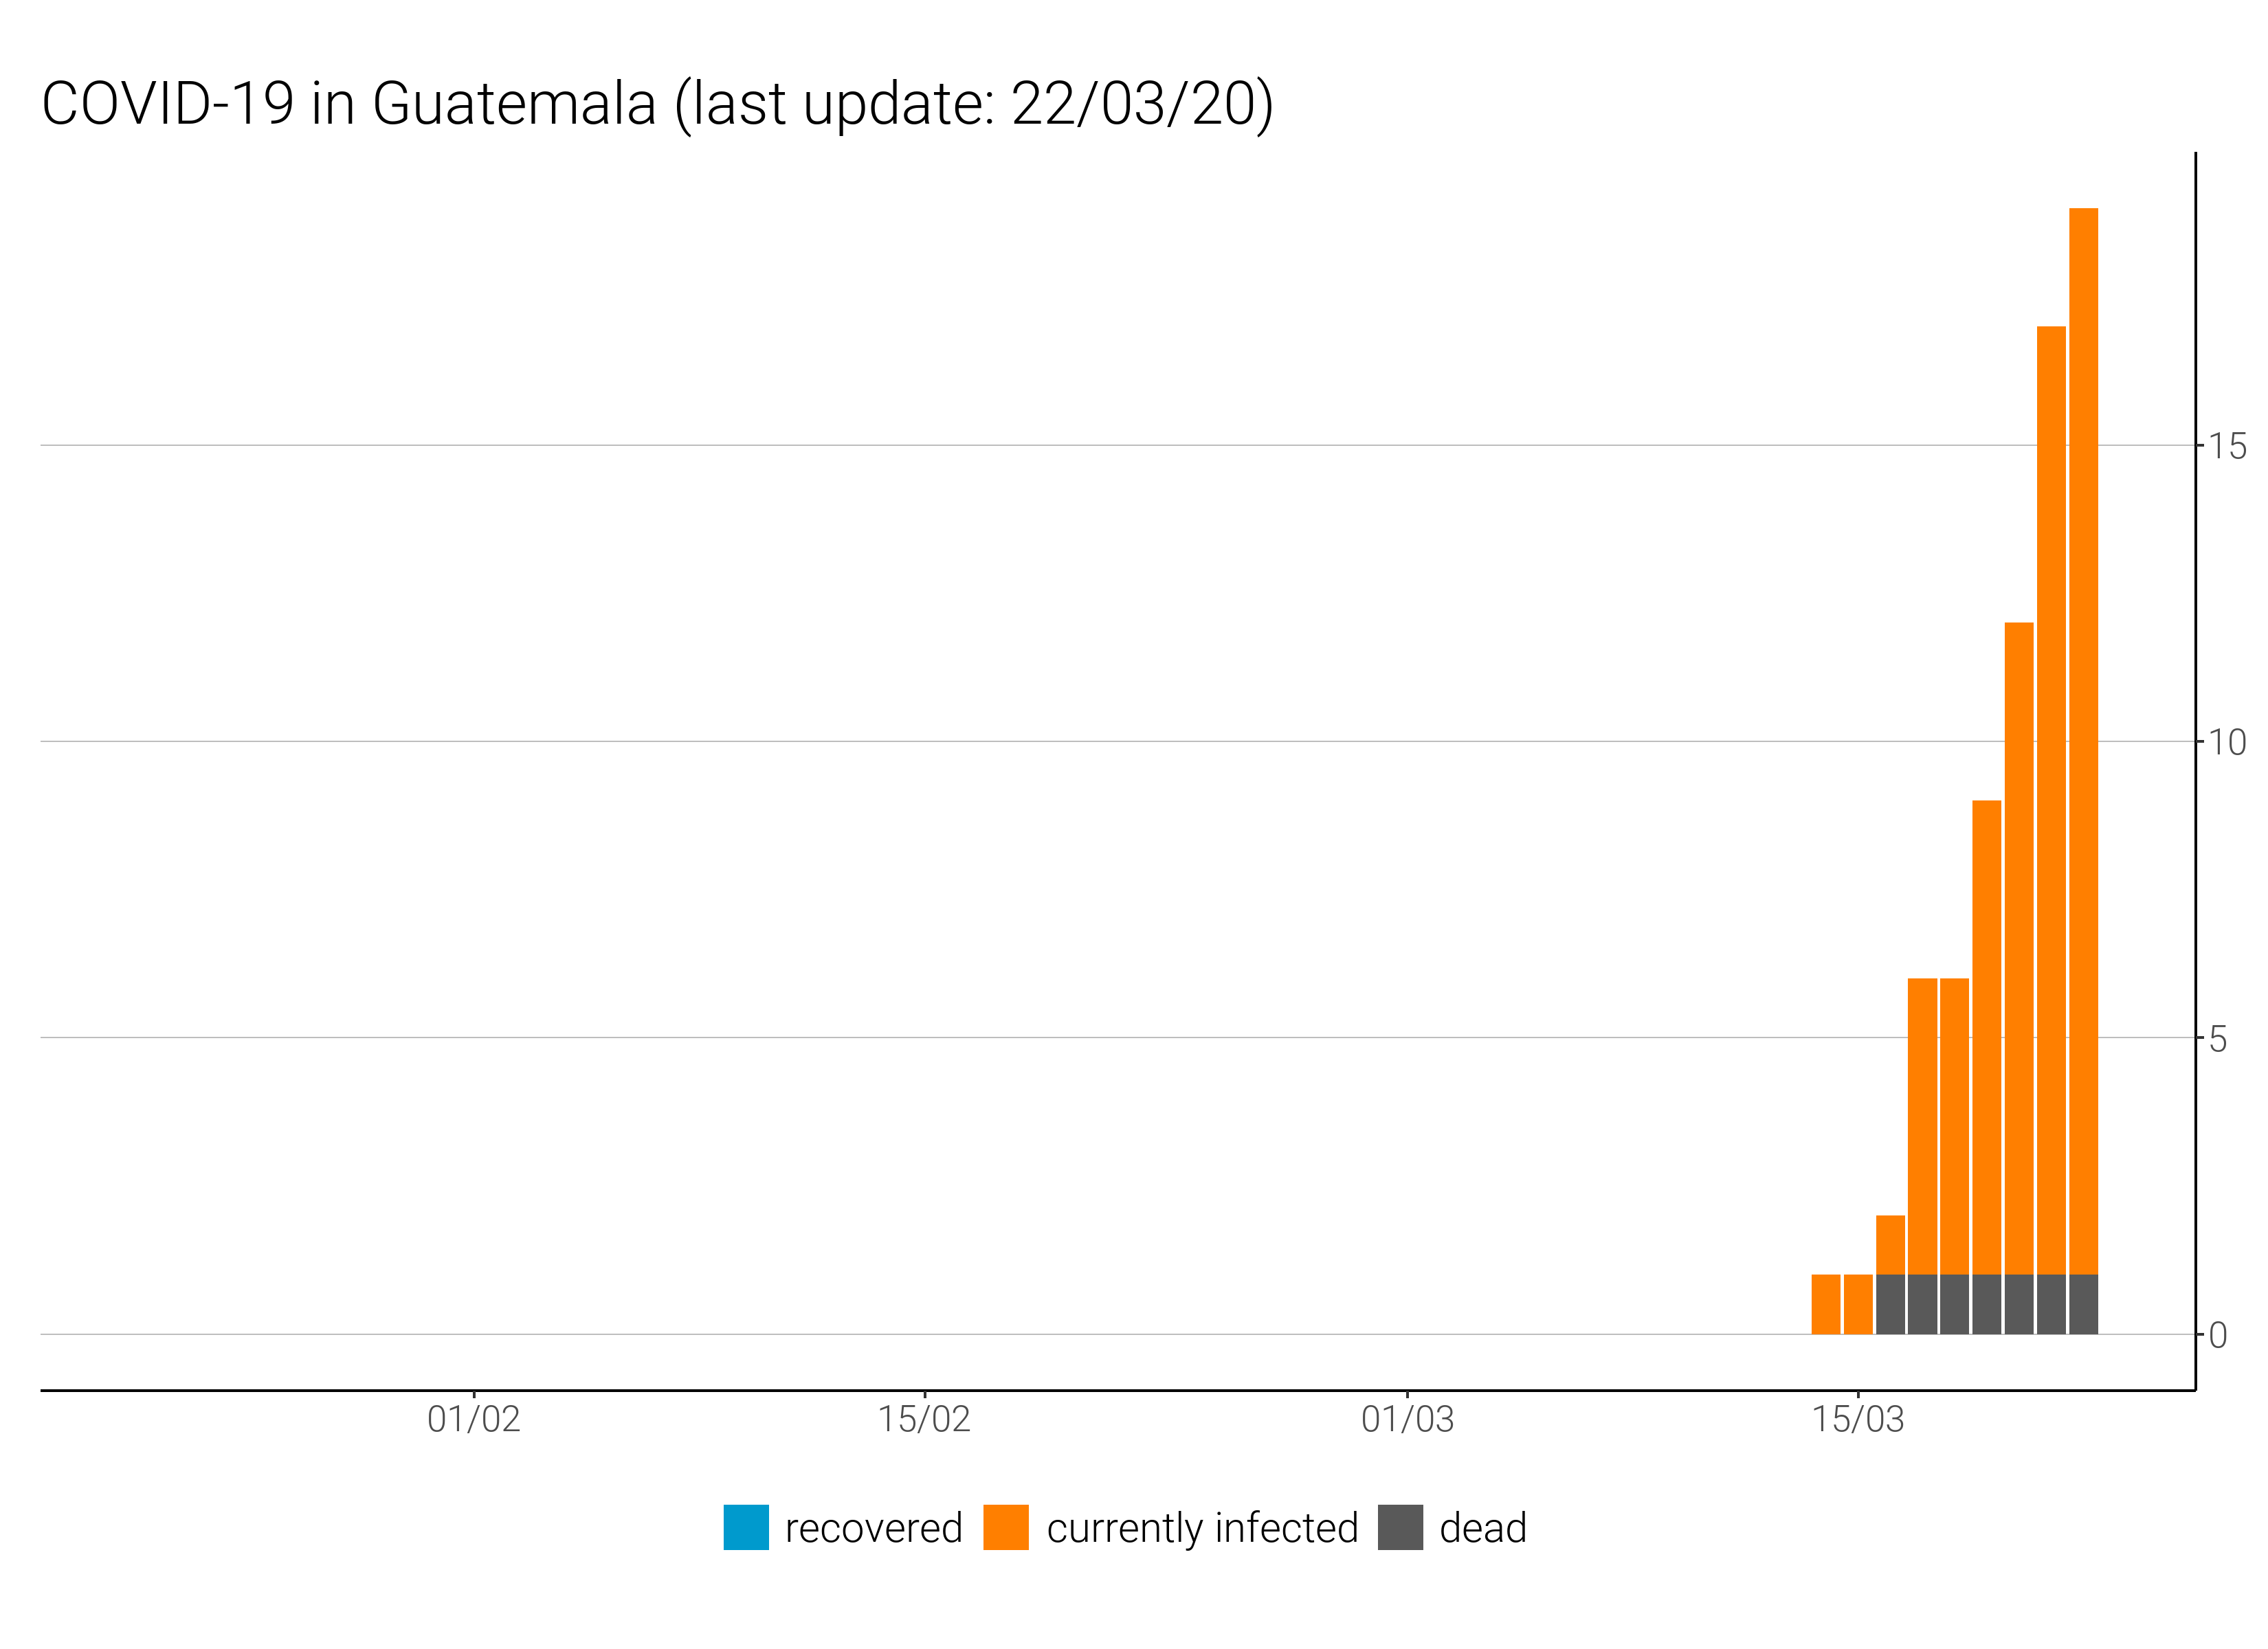 COVID-19 in Guatemala (last update: 22/03/20)
15
10
5
0
01/02 15/02 01/03 15/03
recovered currently infected dead